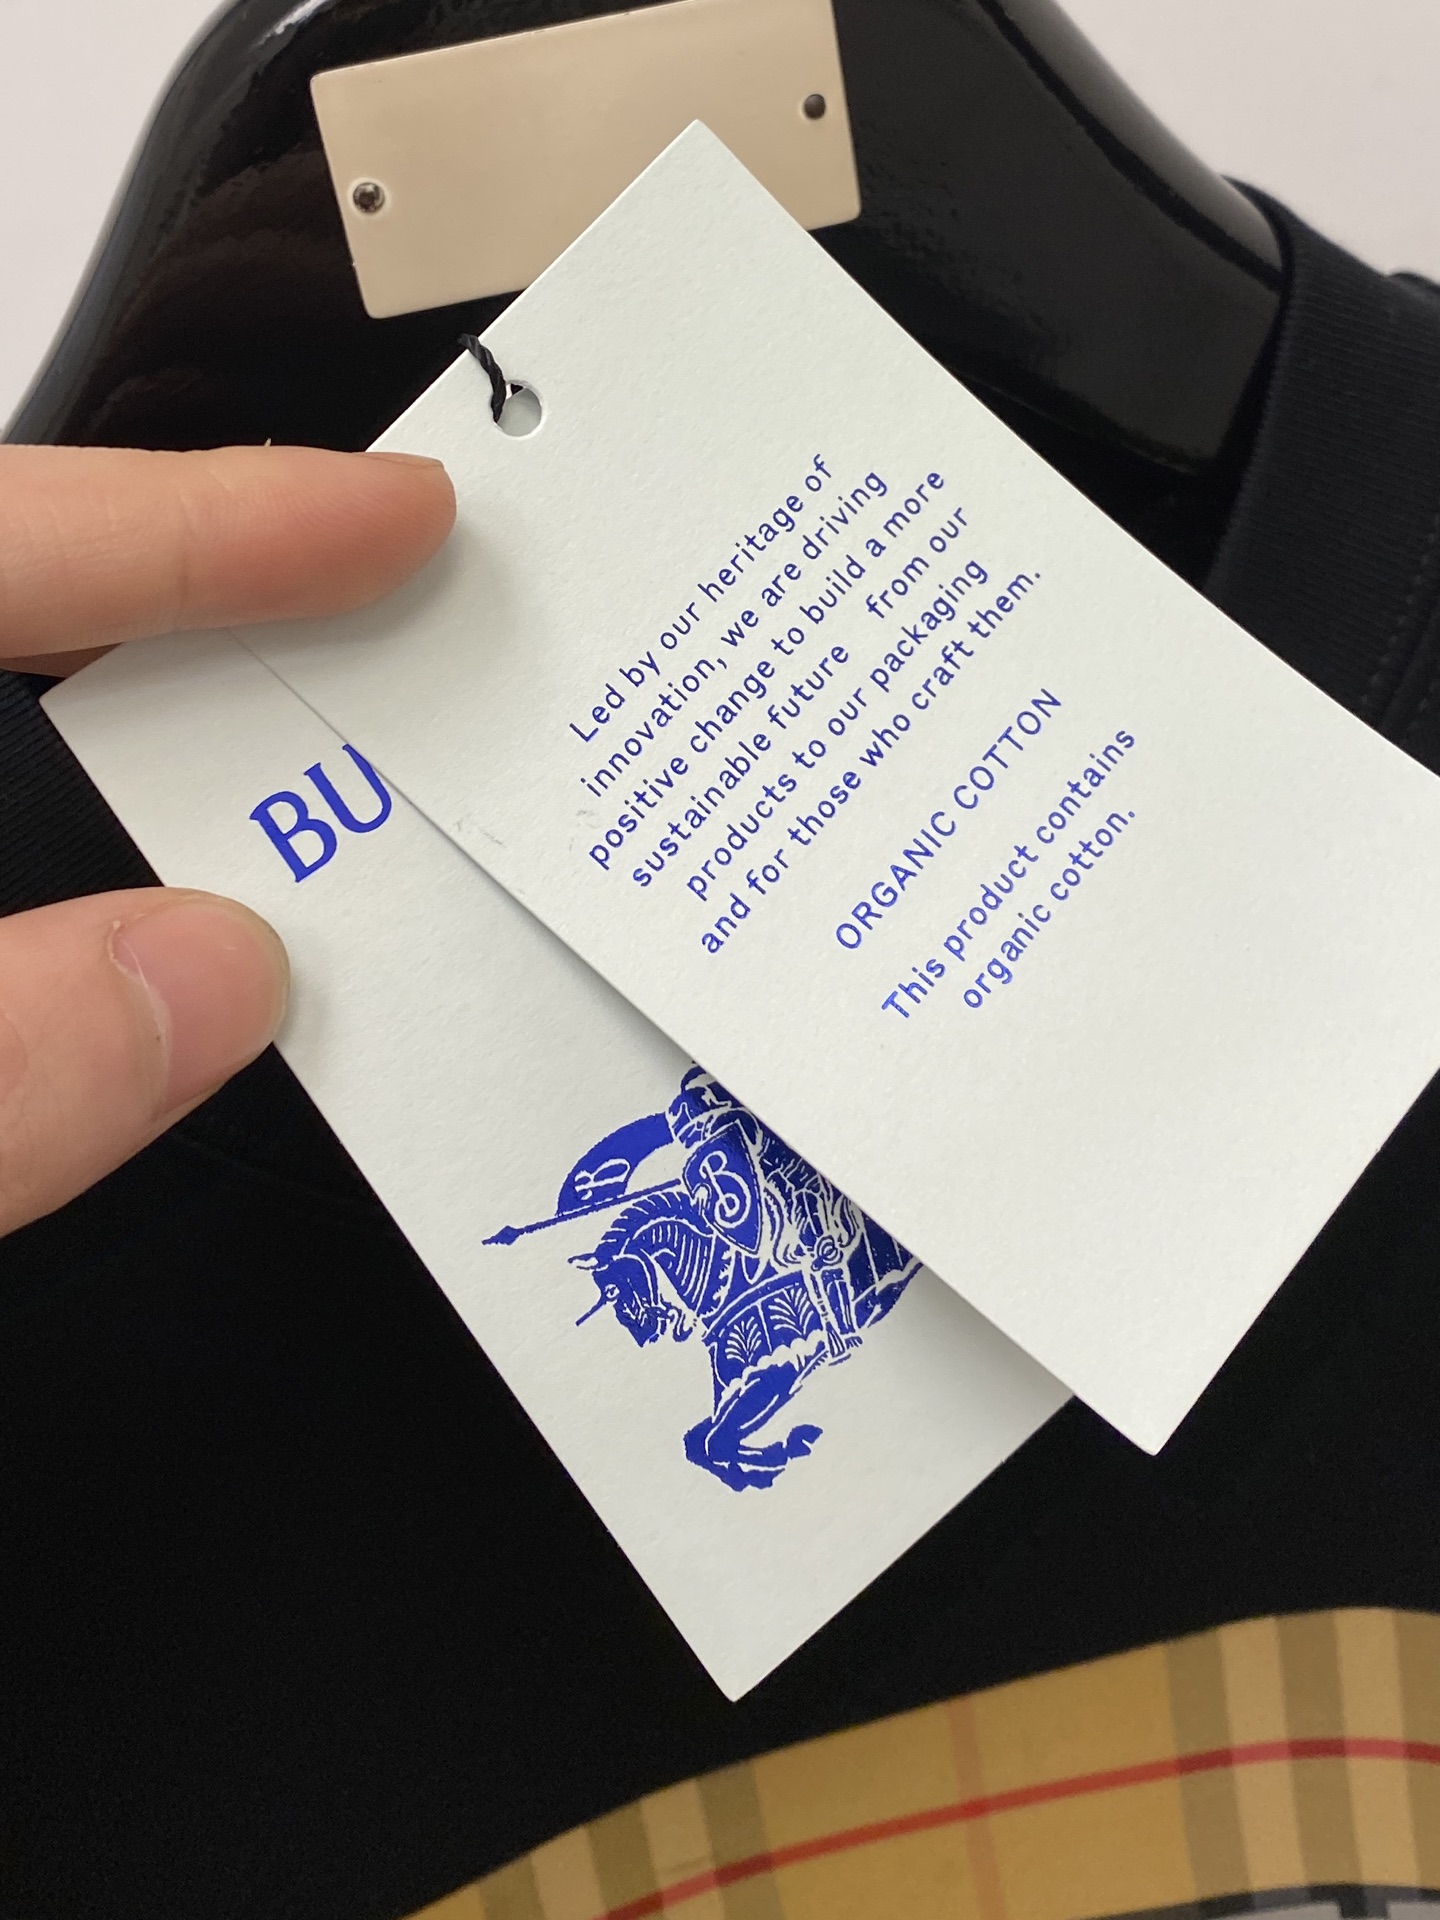 Led by our heritage of
innovation, we are driving
positive change to build a more
sustainable future from our
products to our packaging
and for those who craft them.
ORGANIC COTTON
This product contains
organic cotton.
BU
B
B